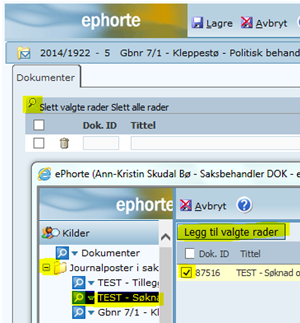 ephorte
Lagre
Avbryt
2014/1922 - 5 Gbnr 7/1 - Kleppestø - Politisk behand
Dokumenter
Slett valgte rader Slett alle rader
Dok. ID Tittel
ePhorte (Ann-Kristin Skudal Bø - Saksbehandler DOK - e
ephorte
Avbryt
Kilder
Legg til valgte rader
Dokumenter
Dok. ID Tittel
Journalposter i sak
87516 TEST - Søknad o
TEST - Tilleg
TEST - Søkna
Gbnr 7/1 - Kl